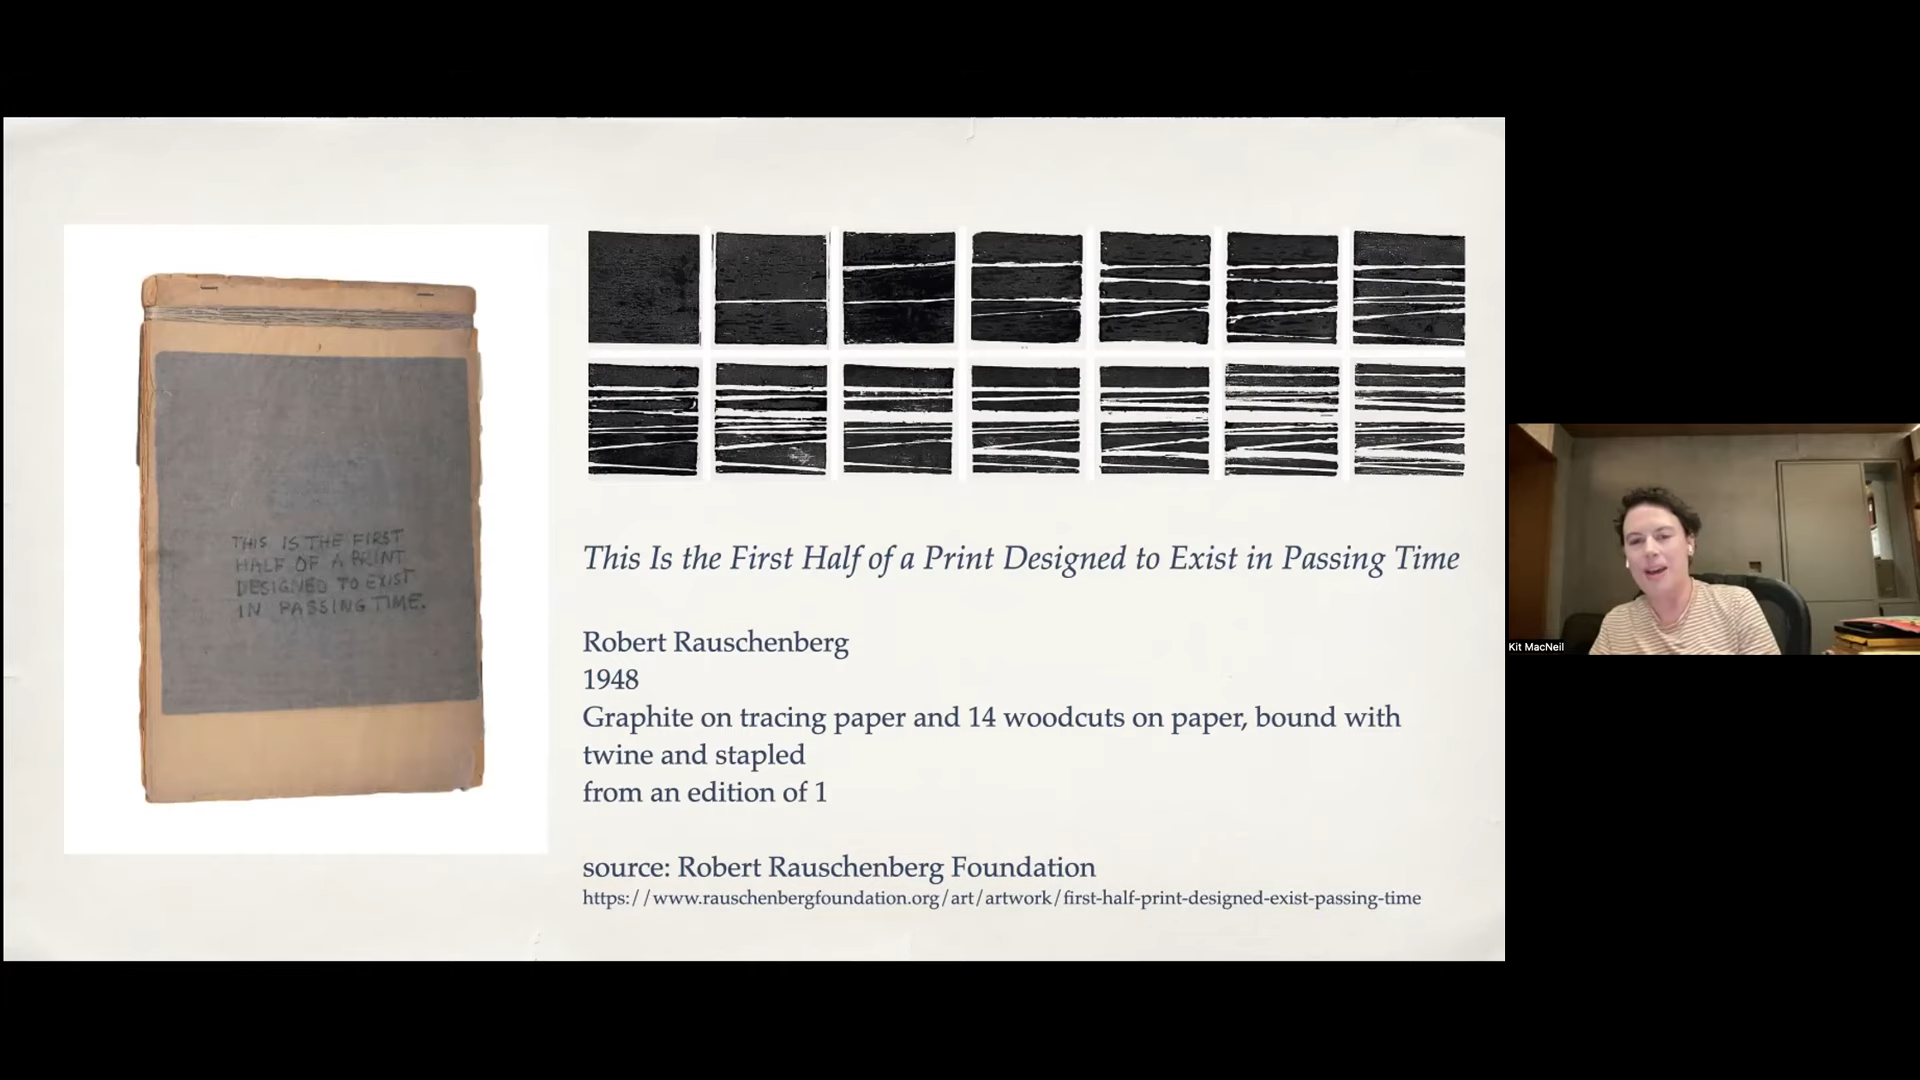 THIS IS THE FIRST
HALF OF A PRINT
DESIGNED TO EXIST
IN PASSING TIME.
This Is the First Half of a Print Designed to Exist in Passing Time
Robert Rauschenberg
1948
Graphite on tracing paper and 14 woodcuts on paper, bound with
twine and stapled
from an edition of 1
source: Robert Rauschenberg Foundation
https://www.rauschenbergfoundation.org/art/artwork/first-half-print-designed-exist-passing-time
Kit MacNeil